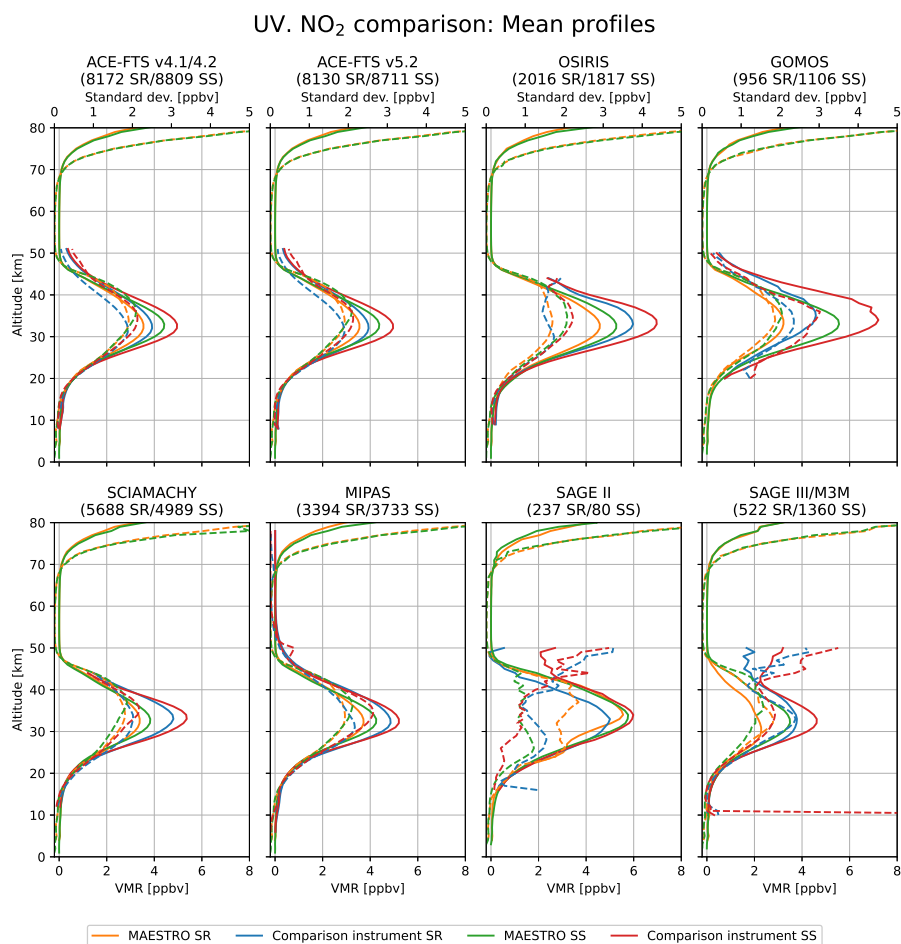 UV. NO₂ comparison: Mean profiles
ACE-FTS v4.1/4.2
(8172 SR/8809 SS)
Standard dev. [ppbv]
0 1 2 3 4 5
ACE-FTS v5.2
(8130 SR/8711 SS)
Standard dev. [ppbv]
0 1 2 3 4 5
OSIRIS
(2016 SR/1817 SS)
Standard dev. [ppbv]
0 1 2 3 4 5
GOMOS
(956 SR/1106 SS)
Standard dev. [ppbv]
0 1 2 3 4 5
80
70
60
50
40
30
20
10
0
Altitude [km]
SCIAMACHY
(5688 SR/4989 SS)
MIPAS
(3394 SR/3733 SS)
SAGE II
(237 SR/80 SS)
SAGE III/M3M
(522 SR/1360 SS)
80
70
60
50
40
30
20
10
0
Altitude [km]
0 2 4 6 8
VMR [ppbv]
0 2 4 6 8
VMR [ppbv]
0 2 4 6 8
VMR [ppbv]
0 2 4 6 8
VMR [ppbv]
MAESTRO SR
Comparison instrument SR
MAESTRO SS
Comparison instrument SS